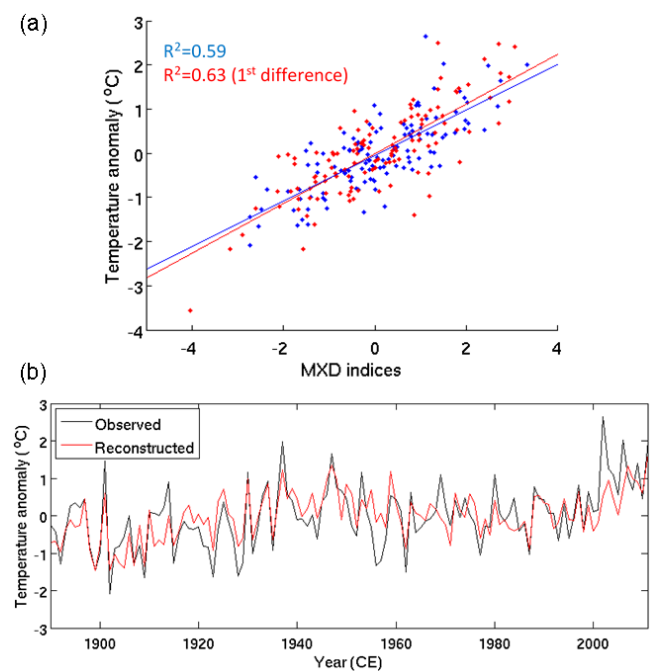 (a)
R²=0.59
R²=0.63 (1st difference)
Temperature anomaly (°C)
3
2
1
0
-1
-2
-3
-4
-4 -2 0 2 4
MXD indices
(b)
Observed
Reconstructed
Temperature anomaly (°C)
3
2
1
0
-1
-2
-3
1900 1920 1940 1960 1980 2000
Year (CE)